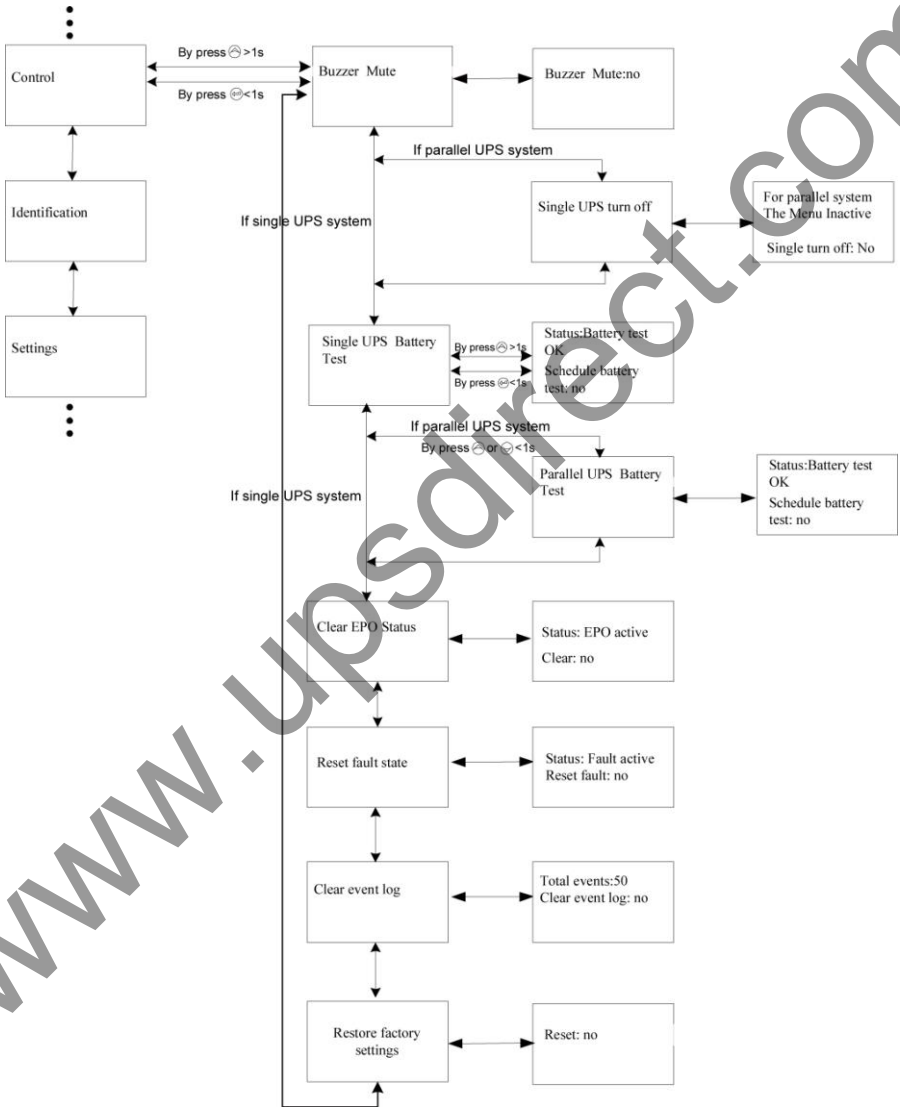 By press >1s
Control
By press <1s
Buzzer Mute
Buzzer Mute:no
If parallel UPS system
Identification
If single UPS system
Single UPS turn off
For parallel system
The Menu Inactive
Single turn off: No
Settings
Single UPS Battery
Test
By press >1s
By press <1s
Status:Battery test
OK
Schedule battery
test: no
If parallel UPS system
By press or <1s
If single UPS system
Parallel UPS Battery
Test
Status:Battery test
OK
Schedule battery
test: no
Clear EPO Status
Status: EPO active
Clear: no
Reset fault state
Status: Fault active
Reset fault: no
Clear event log
Total events:50
Clear event log: no
Restore factory
settings
Reset: no
www.upsdirect.com